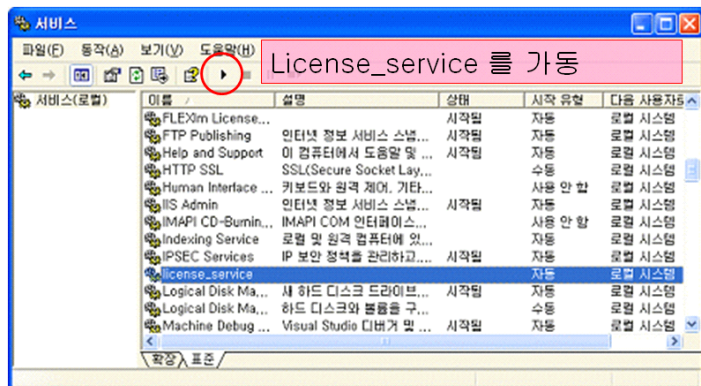 서비스
파일(F) 동작(A) 보기(V) 도움말(H)
License_service 를 가동
서비스(로컬)
이름 설명 상태 시작 유형 다음 사용자로
FLEXlm License... 시작됨 자동 로컬 시스템
FTP Publishing 인터넷 정보 서비스 스냅... 시작됨 자동 로컬 시스템
Help and Support 이 컴퓨터에서 도움말 및 ... 시작됨 자동 로컬 시스템
HTTP SSL SSL(Secure Socket Lay... 수동 로컬 시스템
Human Interface ... 키보드와 원격 제어, 기타... 사용 안 함 로컬 시스템
IIS Admin 인터넷 정보 서비스 스냅... 시작됨 자동 로컬 시스템
IMAPI CD-Burnin... IMAPI COM 인터페이스... 사용 안 함 로컬 시스템
Indexing Service 로컬 및 원격 컴퓨터에 있... 자동 로컬 시스템
IPSEC Services IP 보안 정책을 관리하고.... 시작됨 자동 로컬 시스템
license_service 자동 로컬 시스템
Logical Disk Ma... 새 하드 디스크 드라이브... 시작됨 자동 로컬 시스템
Logical Disk Ma... 하드 디스크와 볼륨을 구... 수동 로컬 시스템
Machine Debug ... Visual Studio 디버거 및 ... 시작됨 자동 로컬 시스템
확장 표준